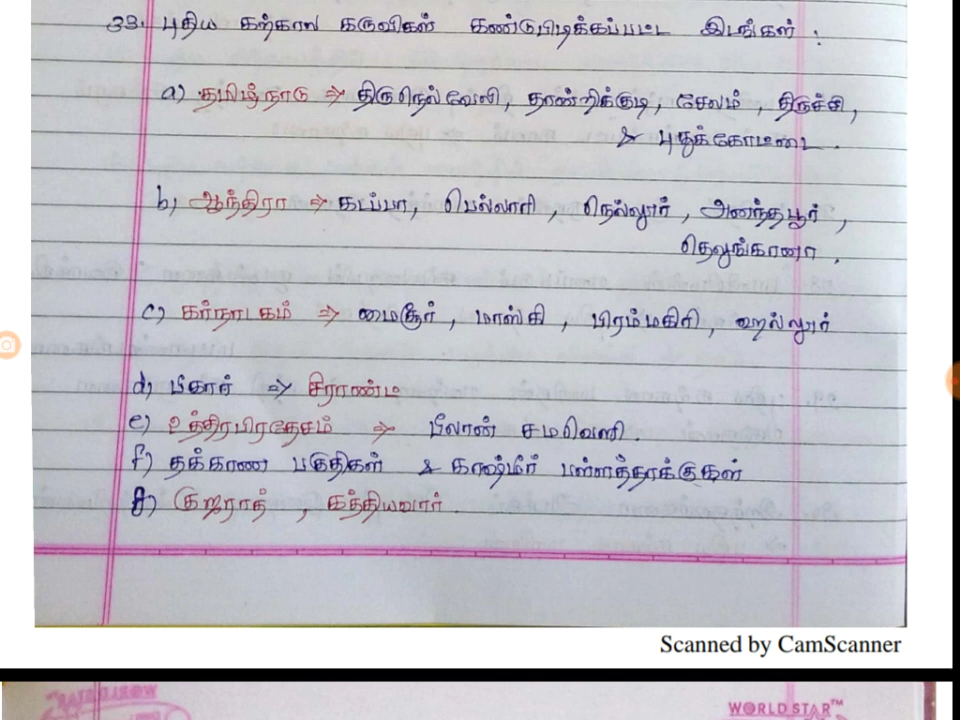 33. புதிய கற்கால கருவிகள் கண்டுபிடிக்கப்பட்ட இடங்கள் :
a) தமிழ்நாடு ⇒ திருநெல்வேலி, தாண்றிக்குடி, சேலம், திருச்சி,
& புதுக்கோட்டை.
b) ஆந்திரா ⇒ கடப்பா, பெல்லாரி, நெல்லூர், அனந்தபூர்,
தெலுங்கானா.
c) கர்நாடகம் ⇒ மைசூர், மாஸ்கி, பிரம்மகிரி, ஹல்லூர்
d) பீகார் ⇒ சிராண்ட்
e) உத்திரபிரதேசம் ⇒ பீலான் சமவெளி.
f) தக்காண பகுதிகள் & காஷ்மீர் பள்ளத்தாக்குகள்
g) குஜராத், கத்தியவார்.
Scanned by CamScanner
WORLD STAR™